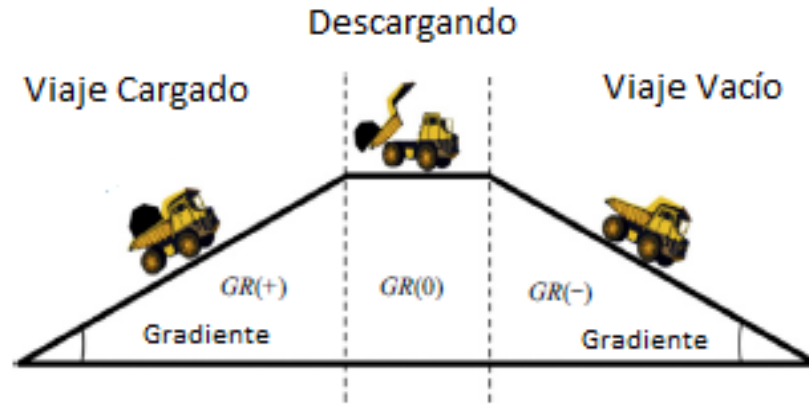 Descargando
Viaje Cargado
Viaje Vacío
GR(+)
GR(0)
GR(−)
Gradiente
Gradiente